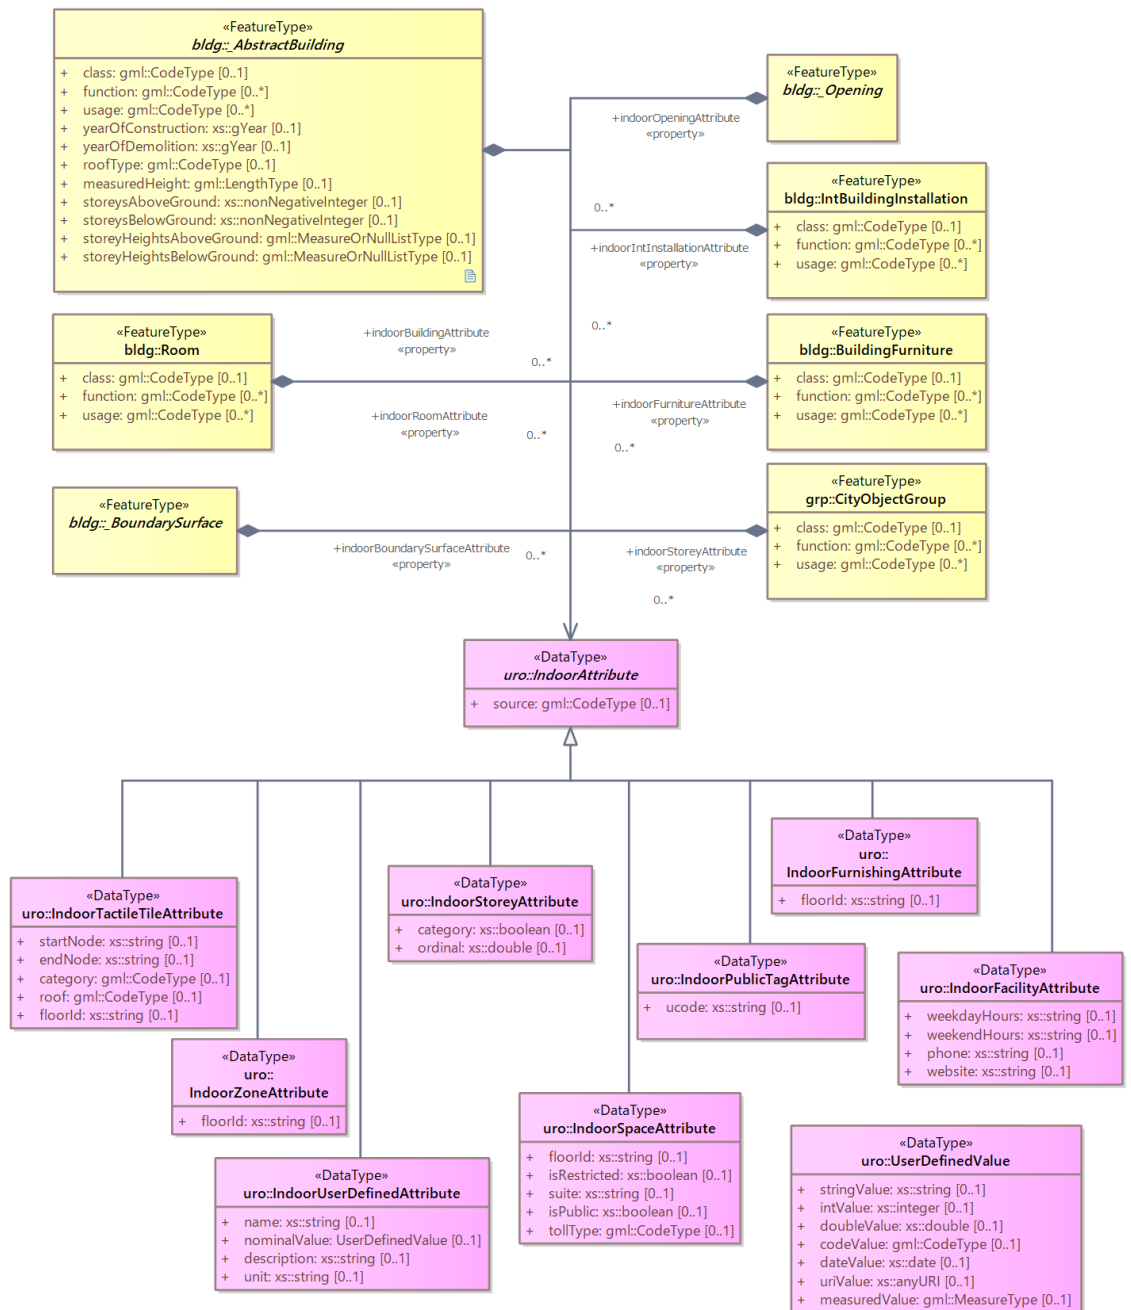 «FeatureType»
bldg::_AbstractBuilding
+ class: gml::CodeType [0..1]
+ function: gml::CodeType [0..*]
+ usage: gml::CodeType [0..*]
+ yearOfConstruction: xs::gYear [0..1]
+ yearOfDemolition: xs::gYear [0..1]
+ roofType: gml::CodeType [0..1]
+ measuredHeight: gml::LengthType [0..1]
+ storeysAboveGround: xs::nonNegativeInteger [0..1]
+ storeysBelowGround: xs::nonNegativeInteger [0..1]
+ storeyHeightsAboveGround: gml::MeasureOrNullListType [0..1]
+ storeyHeightsBelowGround: gml::MeasureOrNullListType [0..1]
«FeatureType»
bldg::_Opening
+indoorOpeningAttribute
«property»
0..*
«FeatureType»
bldg::IntBuildingInstallation
+ class: gml::CodeType [0..1]
+ function: gml::CodeType [0..*]
+ usage: gml::CodeType [0..*]
+indoorIntInstallationAttribute
«property»
0..*
«FeatureType»
bldg::Room
+ class: gml::CodeType [0..1]
+ function: gml::CodeType [0..*]
+ usage: gml::CodeType [0..*]
+indoorBuildingAttribute
«property»
0..*
«FeatureType»
bldg::BuildingFurniture
+ class: gml::CodeType [0..1]
+ function: gml::CodeType [0..*]
+ usage: gml::CodeType [0..*]
+indoorRoomAttribute
«property»
0..*
+indoorFurnitureAttribute
«property»
0..*
«FeatureType»
bldg::_BoundarySurface
«FeatureType»
grp::CityObjectGroup
+ class: gml::CodeType [0..1]
+ function: gml::CodeType [0..*]
+ usage: gml::CodeType [0..*]
+indoorBoundarySurfaceAttribute
«property»
0..*
+indoorStoreyAttribute
«property»
0..*
«DataType»
uro::IndoorAttribute
+ source: gml::CodeType [0..1]
«DataType»
uro::
IndoorFurnishingAttribute
+ floorId: xs::string [0..1]
«DataType»
uro::IndoorTactileTileAttribute
+ startNode: xs::string [0..1]
+ endNode: xs::string [0..1]
+ category: gml::CodeType [0..1]
+ roof: gml::CodeType [0..1]
+ floorId: xs::string [0..1]
«DataType»
uro::IndoorStoreyAttribute
+ category: xs::boolean [0..1]
+ ordinal: xs::double [0..1]
«DataType»
uro::IndoorPublicTagAttribute
+ ucode: xs::string [0..1]
«DataType»
uro::IndoorFacilityAttribute
+ weekdayHours: xs::string [0..1]
+ weekendHours: xs::string [0..1]
+ phone: xs::string [0..1]
+ website: xs::string [0..1]
«DataType»
uro::
IndoorZoneAttribute
+ floorId: xs::string [0..1]
«DataType»
uro::IndoorSpaceAttribute
+ floorId: xs::string [0..1]
+ isRestricted: xs::boolean [0..1]
+ suite: xs::string [0..1]
+ isPublic: xs::boolean [0..1]
+ tollType: gml::CodeType [0..1]
«DataType»
uro::IndoorUserDefinedAttribute
+ name: xs::string [0..1]
+ nominalValue: UserDefinedValue [0..1]
+ description: xs::string [0..1]
+ unit: xs::string [0..1]
«DataType»
uro::UserDefinedValue
+ stringValue: xs::string [0..1]
+ intValue: xs::integer [0..1]
+ doubleValue: xs::double [0..1]
+ codeValue: gml::CodeType [0..1]
+ dateValue: xs::date [0..1]
+ uriValue: xs::anyURI [0..1]
+ measuredValue: gml::MeasureType [0..1]